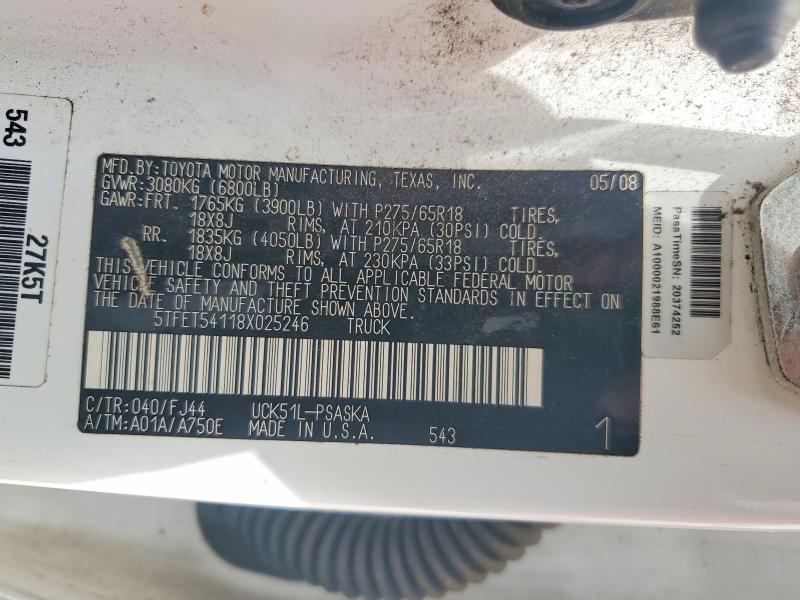 543
27K5T
MFD.BY:TOYOTA MOTOR MANUFACTURING, TEXAS, INC. 05/08
GVWR:3080KG (6800LB)
GAWR:FRT. 1765KG (3900LB) WITH P275/65R18 TIRES,
18X8J RIMS, AT 210KPA (30PSI) COLD.
RR. 1835KG (4050LB) WITH P275/65R18 TIRES,
18X8J RIMS, AT 230KPA (33PSI) COLD.
THIS VEHICLE CONFORMS TO ALL APPLICABLE FEDERAL MOTOR
VEHICLE SAFETY AND THEFT PREVENTION STANDARDS IN EFFECT ON
THE DATE OF MANUFACTURE SHOWN ABOVE.
5TFET54118X025246 TRUCK
C/TR:040/FJ44 UCK51L-PSASKA
A/TM:A01A/A750E MADE IN U.S.A. 543 1
PassTimeSN: 20374252
MEID: A1000021988E61